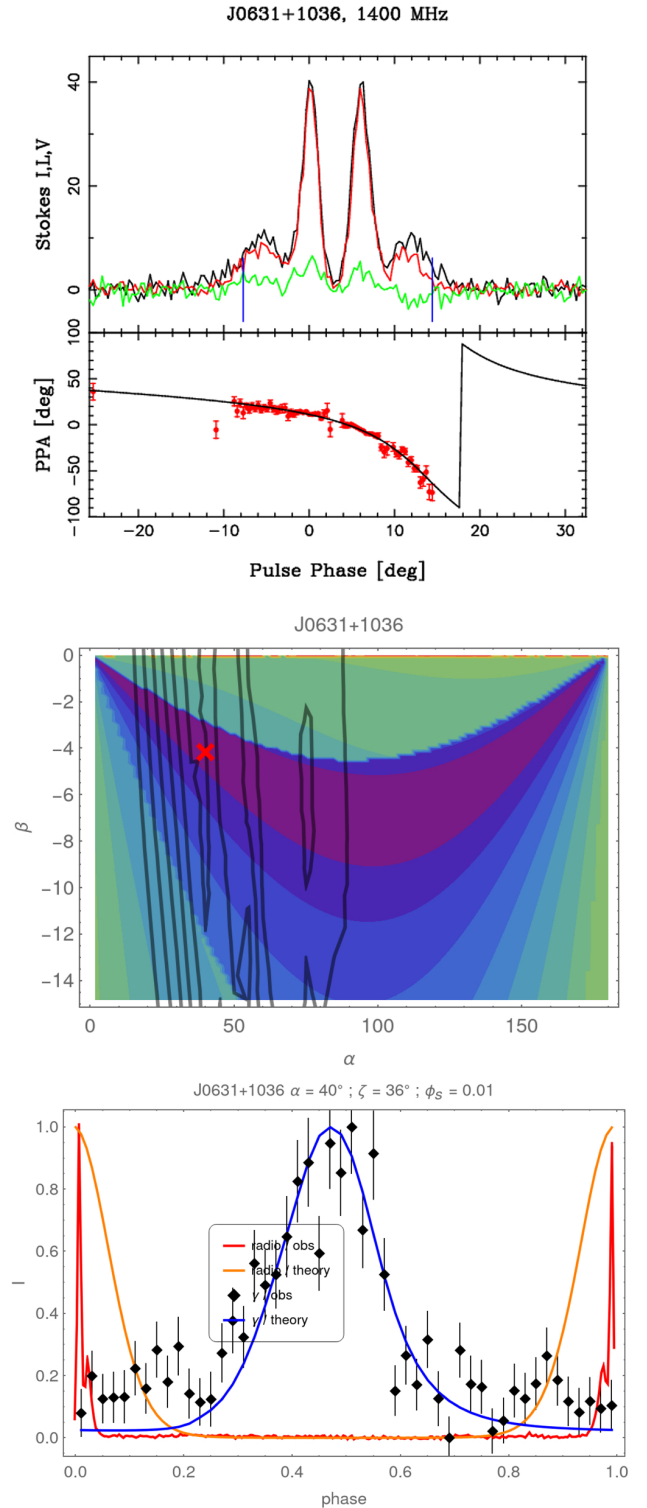 J0631+1036, 1400 MHz
40
20
0
Stokes I,L,V
100
50
0
−50
−100
PPA [deg]
−20 −10 0 10 20 30
Pulse Phase [deg]
J0631+1036
0
−2
−4
−6
−8
−10
−12
−14
β
0 50 100 150
α
J0631+1036 α = 40° ; ζ = 36° ; ϕs = 0.01
1.0
0.8
0.6
0.4
0.2
0.0
I
radio / obs
radio / theory
γ / obs
γ / theory
0.0 0.2 0.4 0.6 0.8 1.0
phase